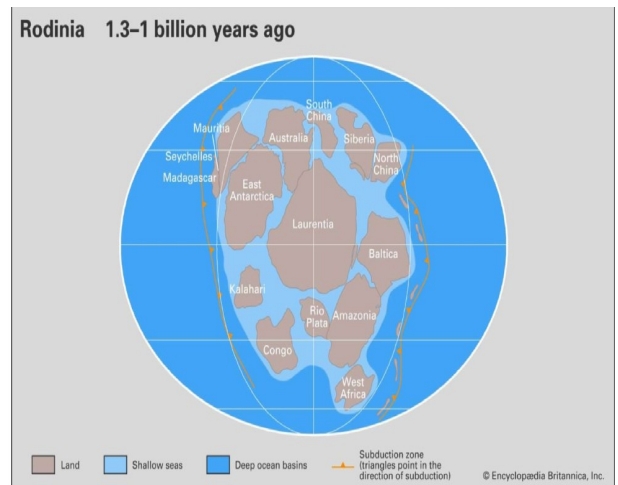 Rodinia 1.3–1 billion years ago
South
China
Mauritia
Australia
Siberia
Seychelles
North
China
Madagascar
East
Antarctica
Laurentia
Baltica
Kalahari
Rio
Plata
Amazonia
Congo
West
Africa
Land
Shallow seas
Deep ocean basins
Subduction zone
(triangles point in the
direction of subduction)
© Encyclopædia Britannica, Inc.